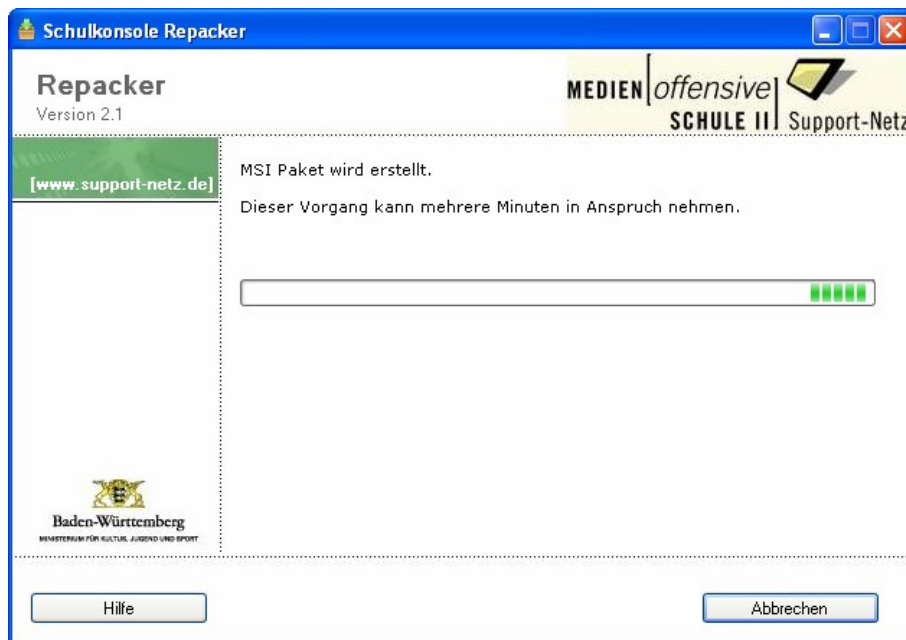 Schulkonsole Repacker
Repacker
Version 2.1
MEDIEN offensive
SCHULE II Support-Netz
[www.support-netz.de]
MSI Paket wird erstellt.
Dieser Vorgang kann mehrere Minuten in Anspruch nehmen.
Baden-Württemberg
MINISTERIUM FÜR KULTUS, JUGEND UND SPORT
Hilfe
Abbrechen